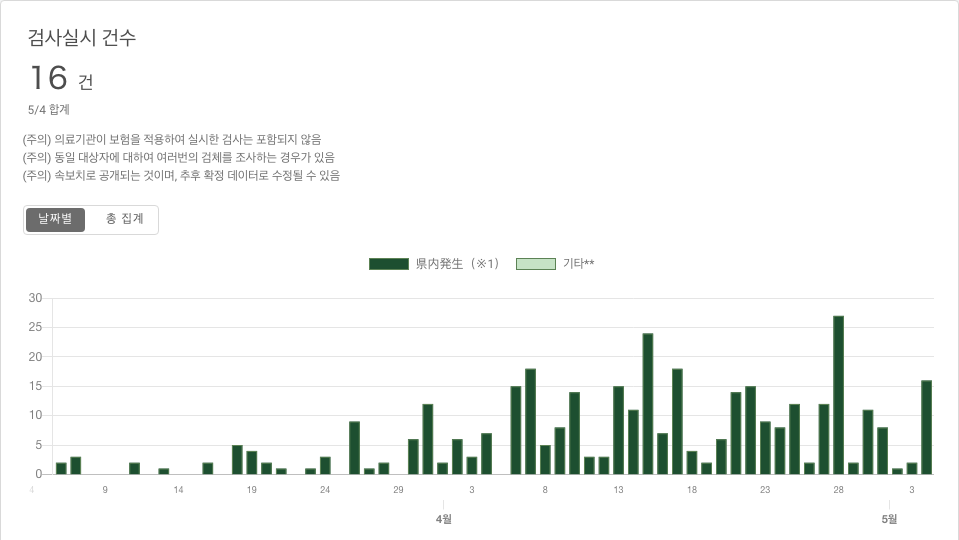 검사실시 건수
16 건
5/4 합계
(주의) 의료기관이 보험을 적용하여 실시한 검사는 포함되지 않음
(주의) 동일 대상자에 대하여 여러번의 검체를 조사하는 경우가 있음
(주의) 속보치로 공개되는 것이며, 추후 확정 데이터로 수정될 수 있음
날짜별 총 집계
県内発生（※1） 기타**
30
25
20
15
10
5
0
4 9 14 19 24 29 3 8 13 18 23 28 3
4월 5월